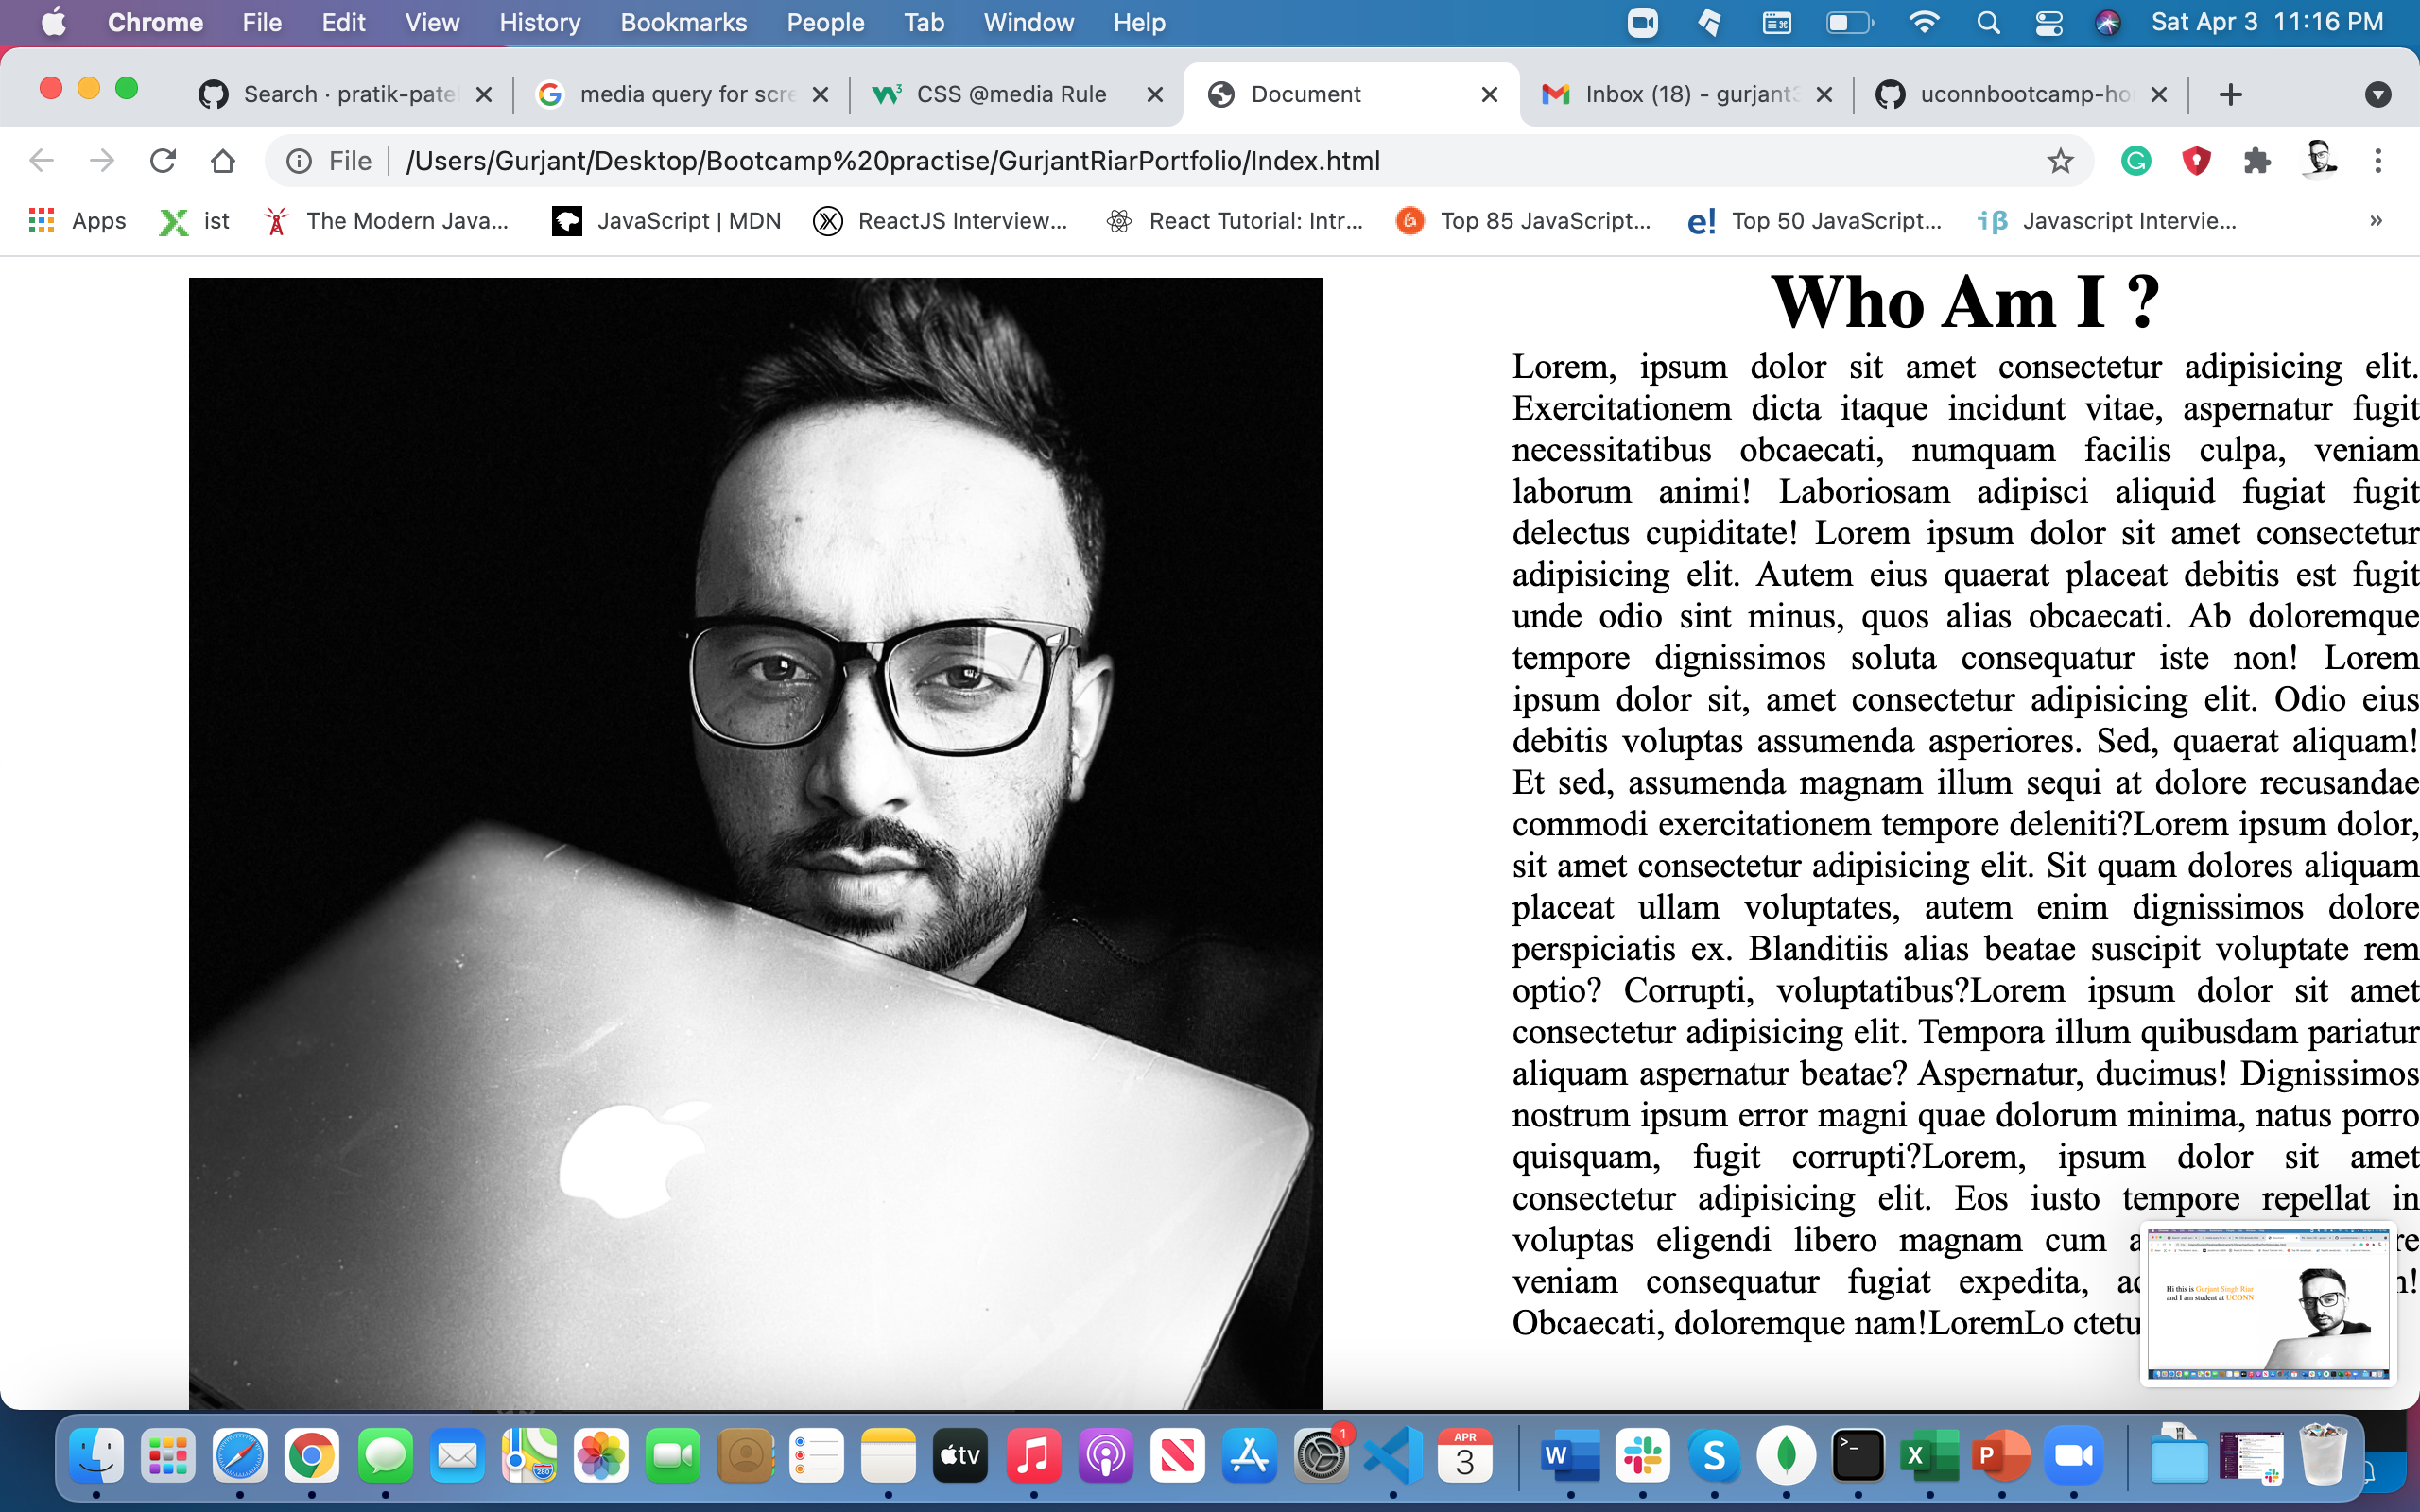 Chrome File Edit View History Bookmarks People Tab Window Help Sat Apr 3 11:16 PM
Search · pratik-pate media query for scre CSS @media Rule Document Inbox (18) - gurjant3 uconnbootcamp-ho
File /Users/Gurjant/Desktop/Bootcamp%20practise/GurjantRiarPortfolio/Index.html
Apps ist The Modern Java... JavaScript | MDN ReactJS Interview... React Tutorial: Intr... Top 85 JavaScript... e! Top 50 JavaScript... iβ Javascript Intervie... »
Who Am I ?
Lorem, ipsum dolor sit amet consectetur adipisicing elit.
Exercitationem dicta itaque incidunt vitae, aspernatur fugit
necessitatibus obcaecati, numquam facilis culpa, veniam
laborum animi! Laboriosam adipisci aliquid fugiat fugit
delectus cupiditate! Lorem ipsum dolor sit amet consectetur
adipisicing elit. Autem eius quaerat placeat debitis est fugit
unde odio sint minus, quos alias obcaecati. Ab doloremque
tempore dignissimos soluta consequatur iste non! Lorem
ipsum dolor sit, amet consectetur adipisicing elit. Odio eius
debitis voluptas assumenda asperiores. Sed, quaerat aliquam!
Et sed, assumenda magnam illum sequi at dolore recusandae
commodi exercitationem tempore deleniti?Lorem ipsum dolor,
sit amet consectetur adipisicing elit. Sit quam dolores aliquam
placeat ullam voluptates, autem enim dignissimos dolore
perspiciatis ex. Blanditiis alias beatae suscipit voluptate rem
optio? Corrupti, voluptatibus?Lorem ipsum dolor sit amet
consectetur adipisicing elit. Tempora illum quibusdam pariatur
aliquam aspernatur beatae? Aspernatur, ducimus! Dignissimos
nostrum ipsum error magni quae dolorum minima, natus porro
quisquam, fugit corrupti?Lorem, ipsum dolor sit amet
consectetur adipisicing elit. Eos iusto tempore repellat in
voluptas eligendi libero magnam cum a re
veniam consequatur fugiat expedita, ac n!
Obcaecati, doloremque nam!LoremLo ctetu
Hi this is Gurjant Singh Riar
and I am student at UCONN
tv 1 APR 3 W S >_ X P
280